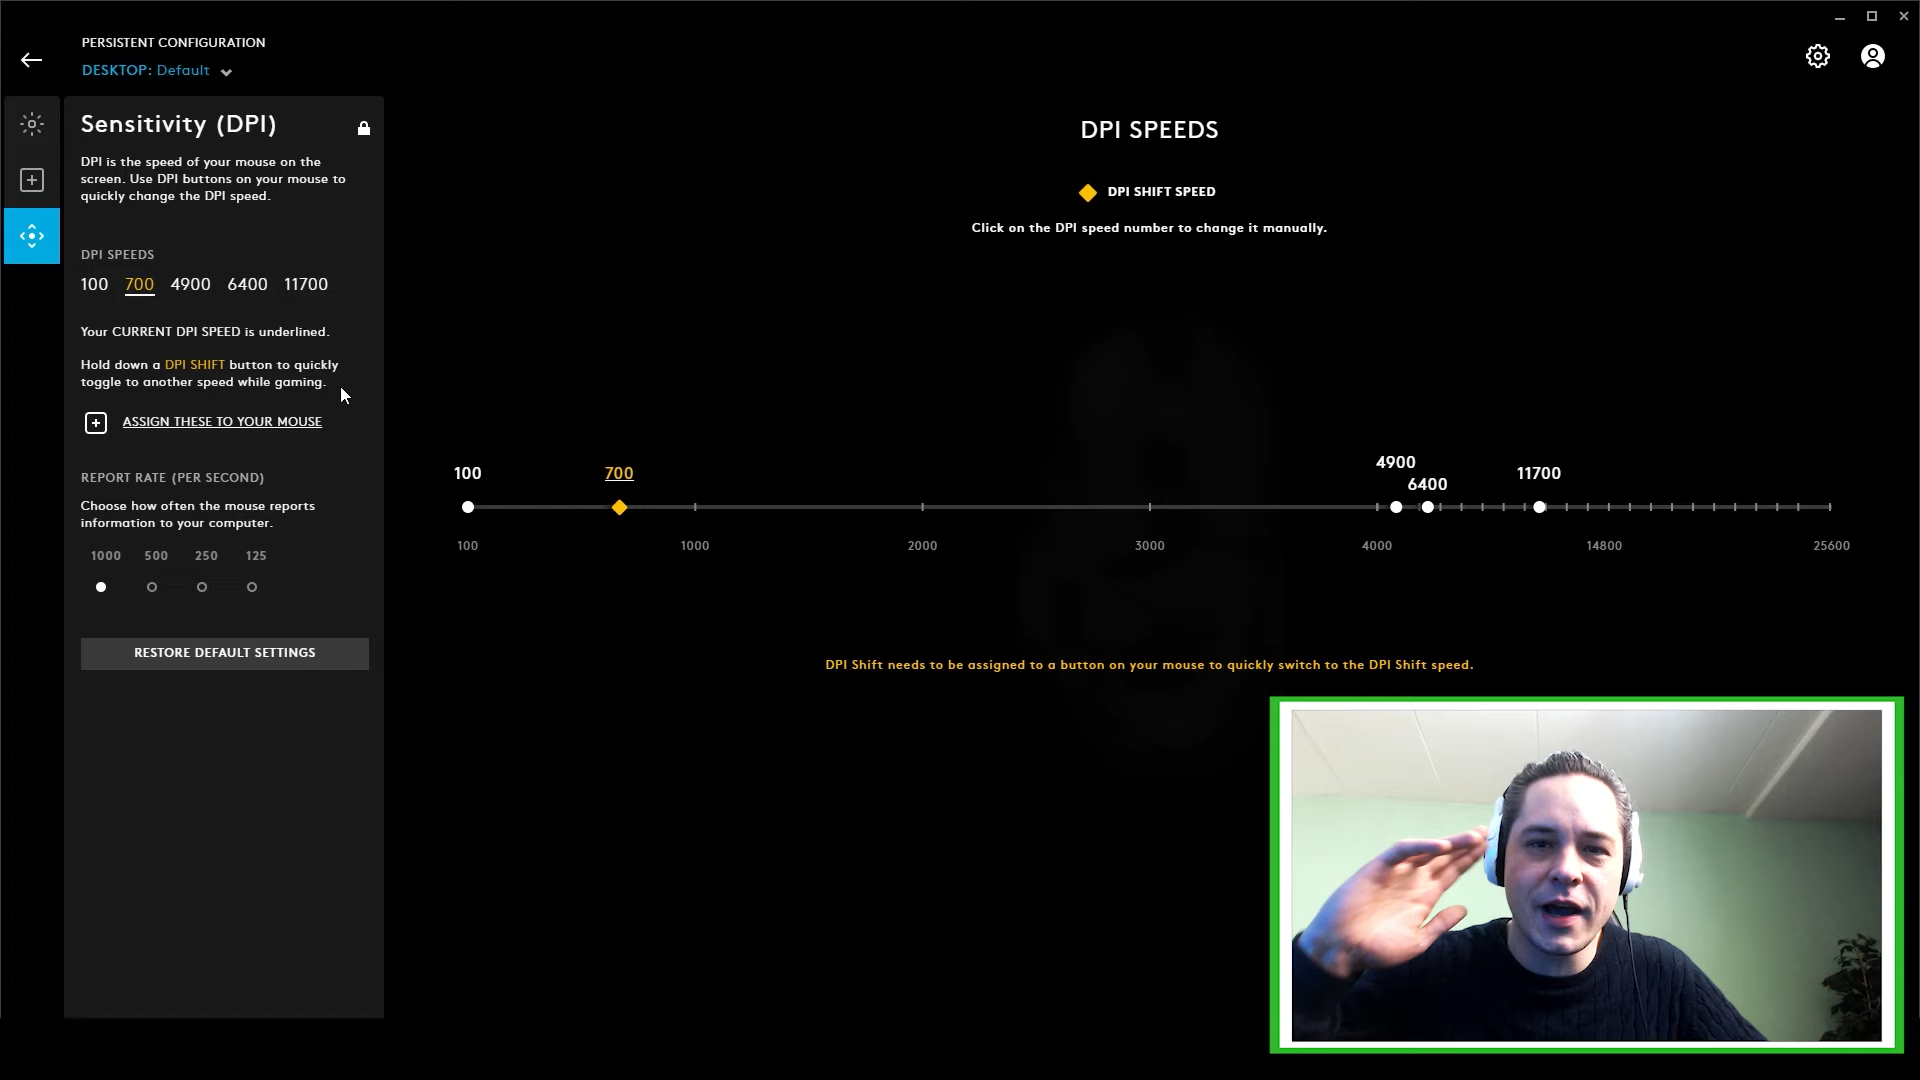 PERSISTENT CONFIGURATION
DESKTOP: Default
Sensitivity (DPI)
DPI is the speed of your mouse on the
screen. Use DPI buttons on your mouse to
quickly change the DPI speed.
DPI SPEEDS
100 700 4900 6400 11700
Your CURRENT DPI SPEED is underlined.
Hold down a DPI SHIFT button to quickly
toggle to another speed while gaming.
ASSIGN THESE TO YOUR MOUSE
REPORT RATE (PER SECOND)
Choose how often the mouse reports
information to your computer.
1000 500 250 125
RESTORE DEFAULT SETTINGS
DPI SPEEDS
DPI SHIFT SPEED
Click on the DPI speed number to change it manually.
100 700 4900 6400 11700
100 1000 2000 3000 4000 14800 25600
DPI Shift needs to be assigned to a button on your mouse to quickly switch to the DPI Shift speed.